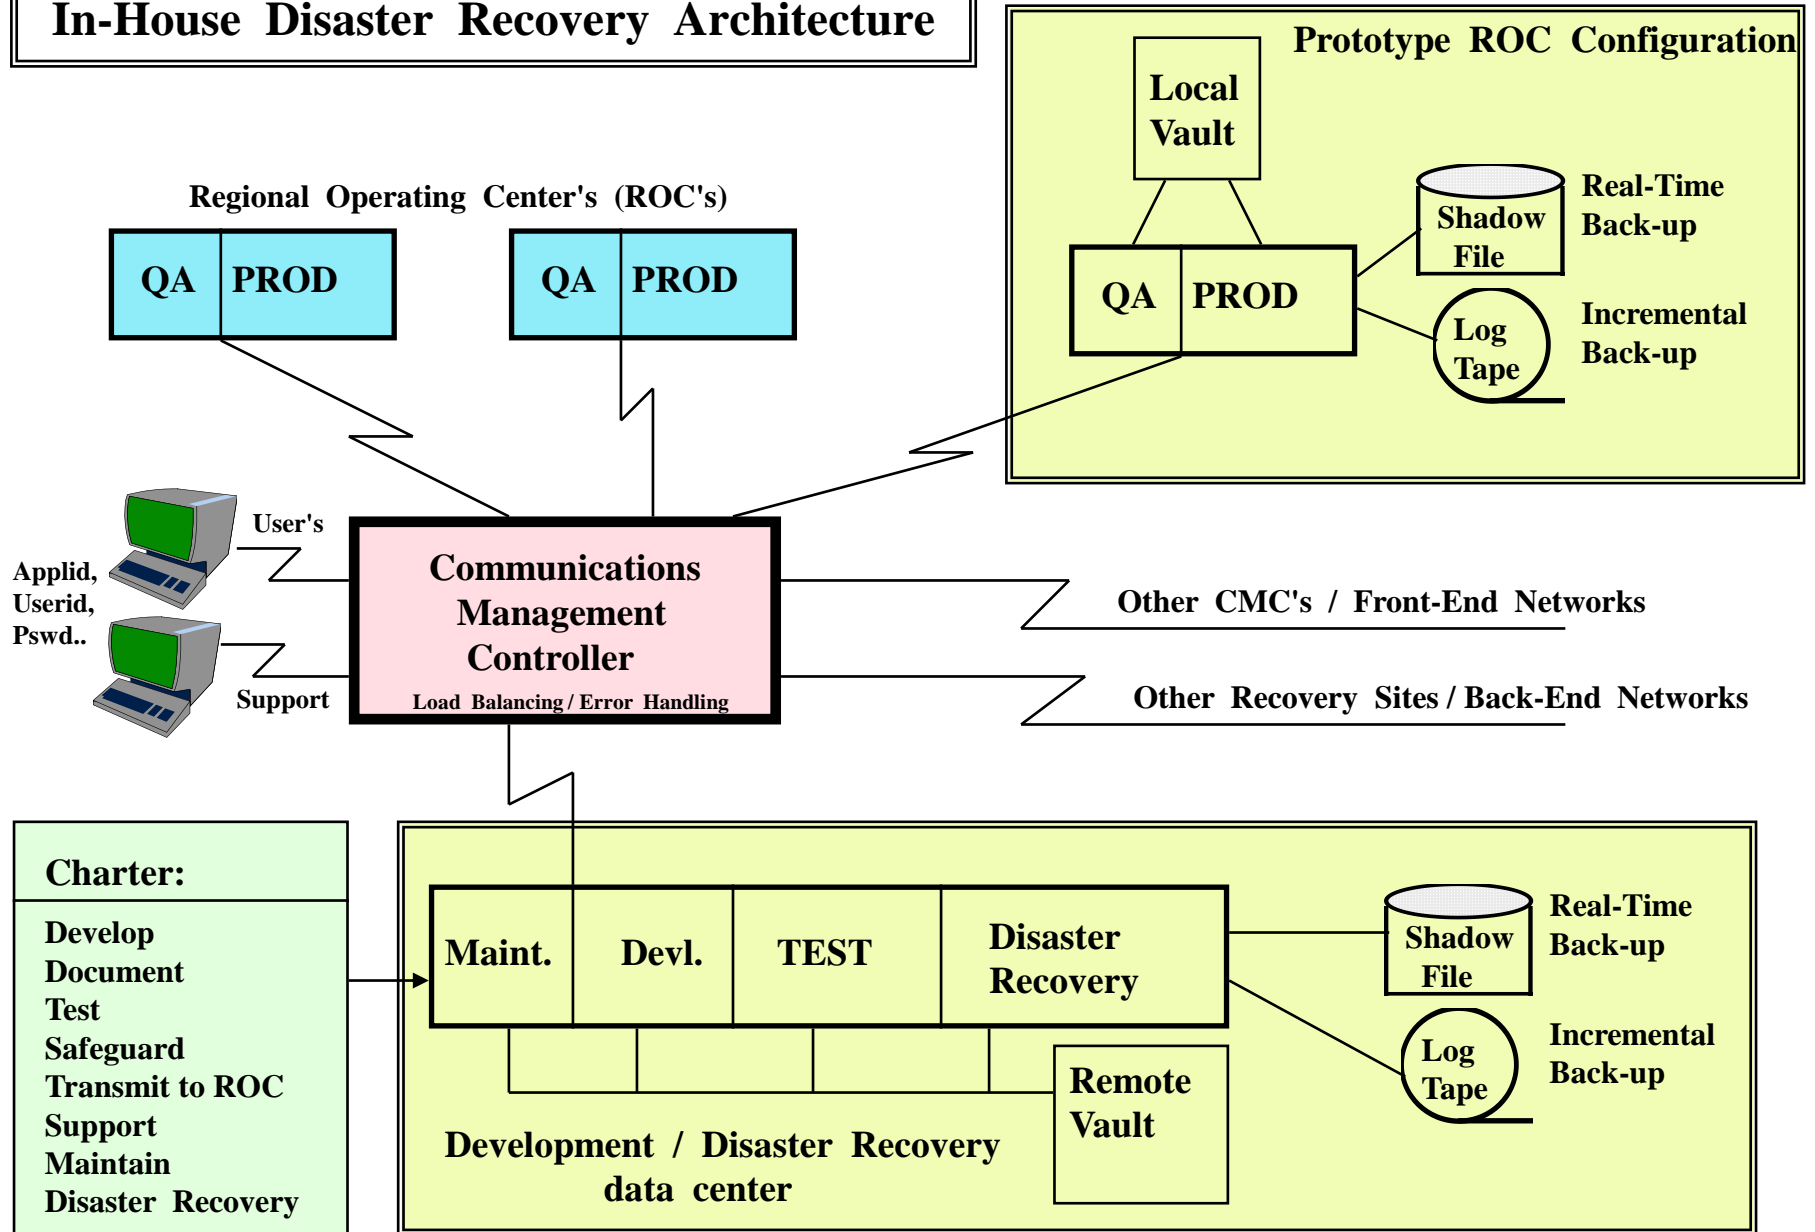 In-House Disaster Recovery Architecture
Prototype ROC Configuration
Local
Vault
Regional Operating Center's (ROC's)
QA PROD
QA PROD
QA PROD
Shadow
File
Real-Time
Back-up
Log
Tape
Incremental
Back-up
User's
Applid,
Userid,
Pswd..
Support
Communications
Management
Controller
Load Balancing / Error Handling
Other CMC's / Front-End Networks
Other Recovery Sites / Back-End Networks
Charter:
Develop
Document
Test
Safeguard
Transmit to ROC
Support
Maintain
Disaster Recovery
Maint.
Devl.
TEST
Disaster
Recovery
Shadow
File
Real-Time
Back-up
Log
Tape
Incremental
Back-up
Remote
Vault
Development / Disaster Recovery
data center